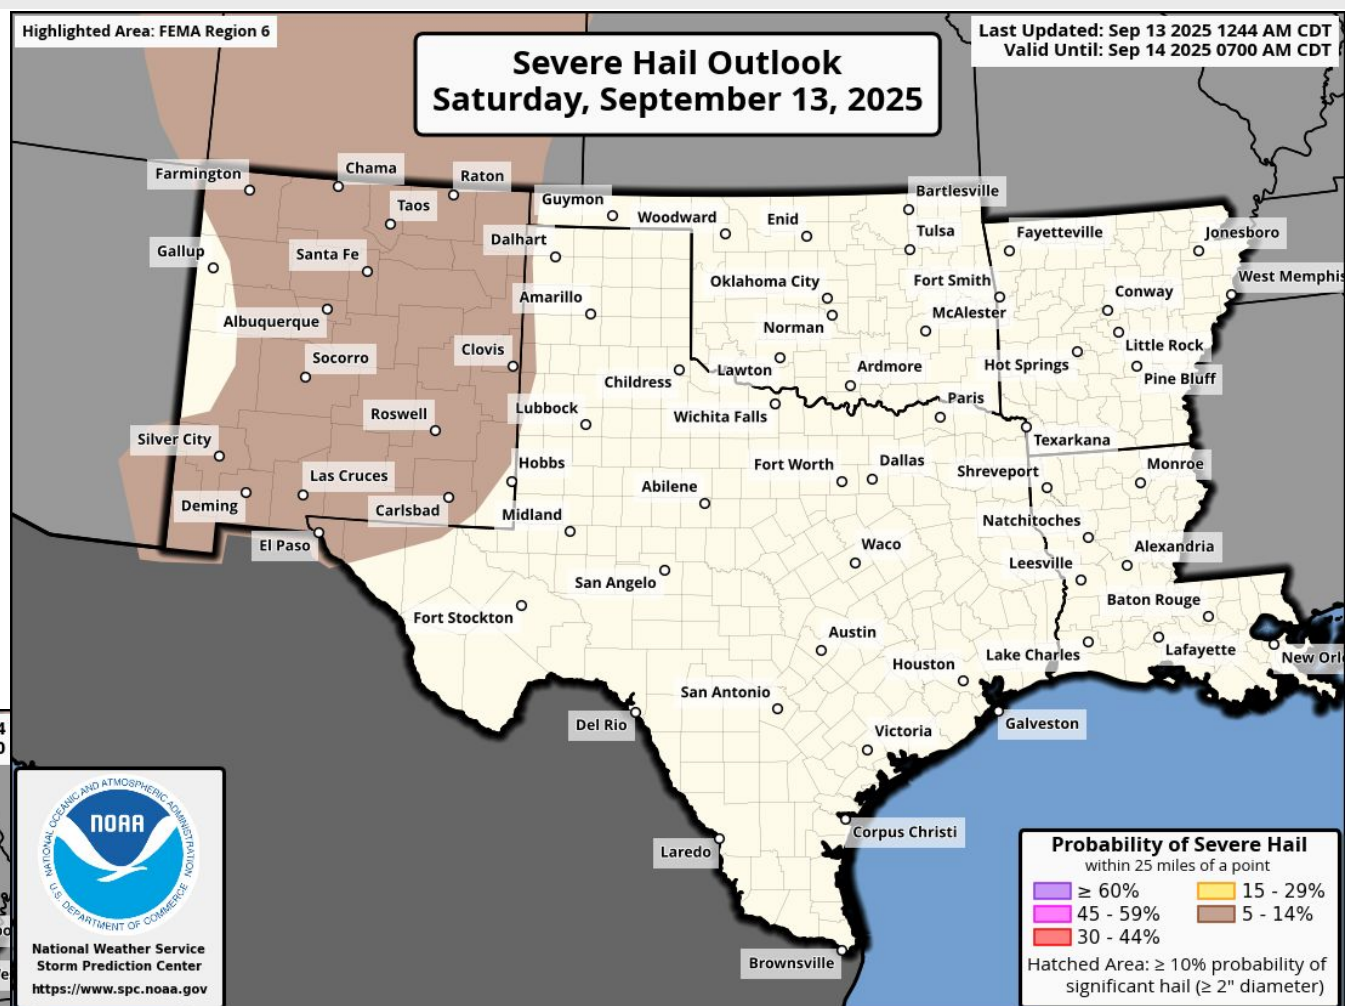 Highlighted Area: FEMA Region 6
Severe Hail Outlook
Saturday, September 13, 2025
Last Updated: Sep 13 2025 1244 AM CDT
Valid Until: Sep 14 2025 0700 AM CDT
Farmington
Chama
Raton
Taos
Guymon
Woodward
Enid
Bartlesville
Tulsa
Fayetteville
Jonesboro
Gallup
Santa Fe
Dalhart
Oklahoma City
Fort Smith
West Memphis
Albuquerque
Amarillo
Norman
McAlester
Conway
Little Rock
Socorro
Clovis
Childress
Lawton
Ardmore
Hot Springs
Pine Bluff
Roswell
Lubbock
Wichita Falls
Paris
Texarkana
Silver City
Las Cruces
Hobbs
Abilene
Fort Worth
Dallas
Shreveport
Monroe
Deming
Carlsbad
Midland
Natchitoches
El Paso
San Angelo
Waco
Leesville
Alexandria
Fort Stockton
Austin
Baton Rouge
Houston
Lake Charles
Lafayette
New Orl
San Antonio
Del Rio
Victoria
Galveston
Corpus Christi
Laredo
Brownsville
4
0
NATIONAL OCEANIC AND ATMOSPHERIC ADMINISTRATION
NOAA
U.S. DEPARTMENT OF COMMERCE
National Weather Service
Storm Prediction Center
https://www.spc.noaa.gov
Probability of Severe Hail
within 25 miles of a point
≥ 60%
15 - 29%
45 - 59%
5 - 14%
30 - 44%
Hatched Area: ≥ 10% probability of
significant hail (≥ 2" diameter)